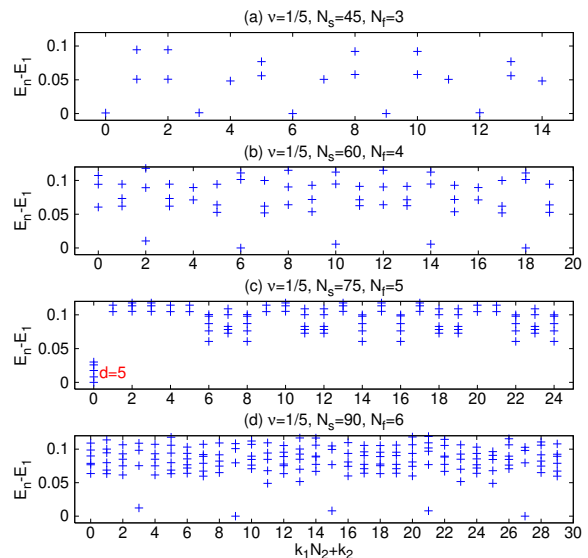 (a) ν=1/5, N_s=45, N_f=3
E_n-E_1
0.1
0.05
0
0 2 4 6 8 10 12 14
(b) ν=1/5, N_s=60, N_f=4
E_n-E_1
0.1
0.05
0
0 2 4 6 8 10 12 14 16 18 20
(c) ν=1/5, N_s=75, N_f=5
E_n-E_1
0.1
0.05
0
d=5
0 2 4 6 8 10 12 14 16 18 20 22 24
(d) ν=1/5, N_s=90, N_f=6
E_n-E_1
0.1
0.05
0
0 2 4 6 8 10 12 14 16 18 20 22 24 26 28 30
k_1N_2+k_2